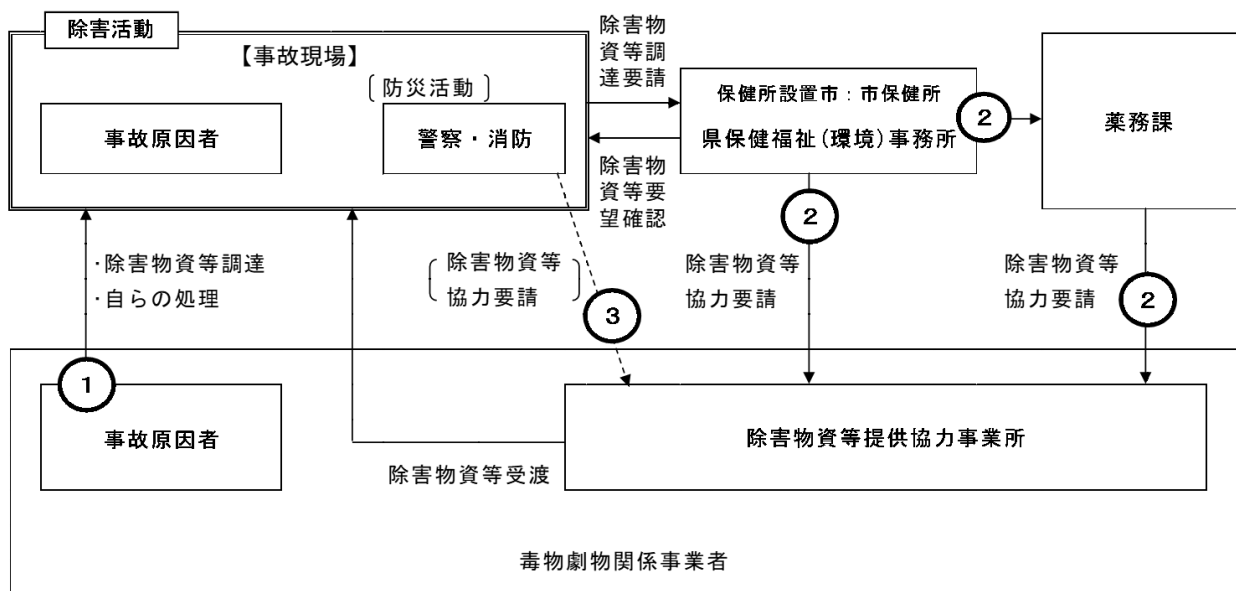 除害活動
【事故現場】
〔防災活動〕
事故原因者
警察・消防
除害物
資等調
達要請
除害物
資等要
望確認
保健所設置市：市保健所
県保健福祉(環境)事務所
②
薬務課
・除害物資等調達
・自らの処理
除害物資等
協力要請
③
除害物資等
協力要請
②
除害物資等
協力要請
②
①
事故原因者
除害物資等受渡
除害物資等提供協力事業所
毒物劇物関係事業者